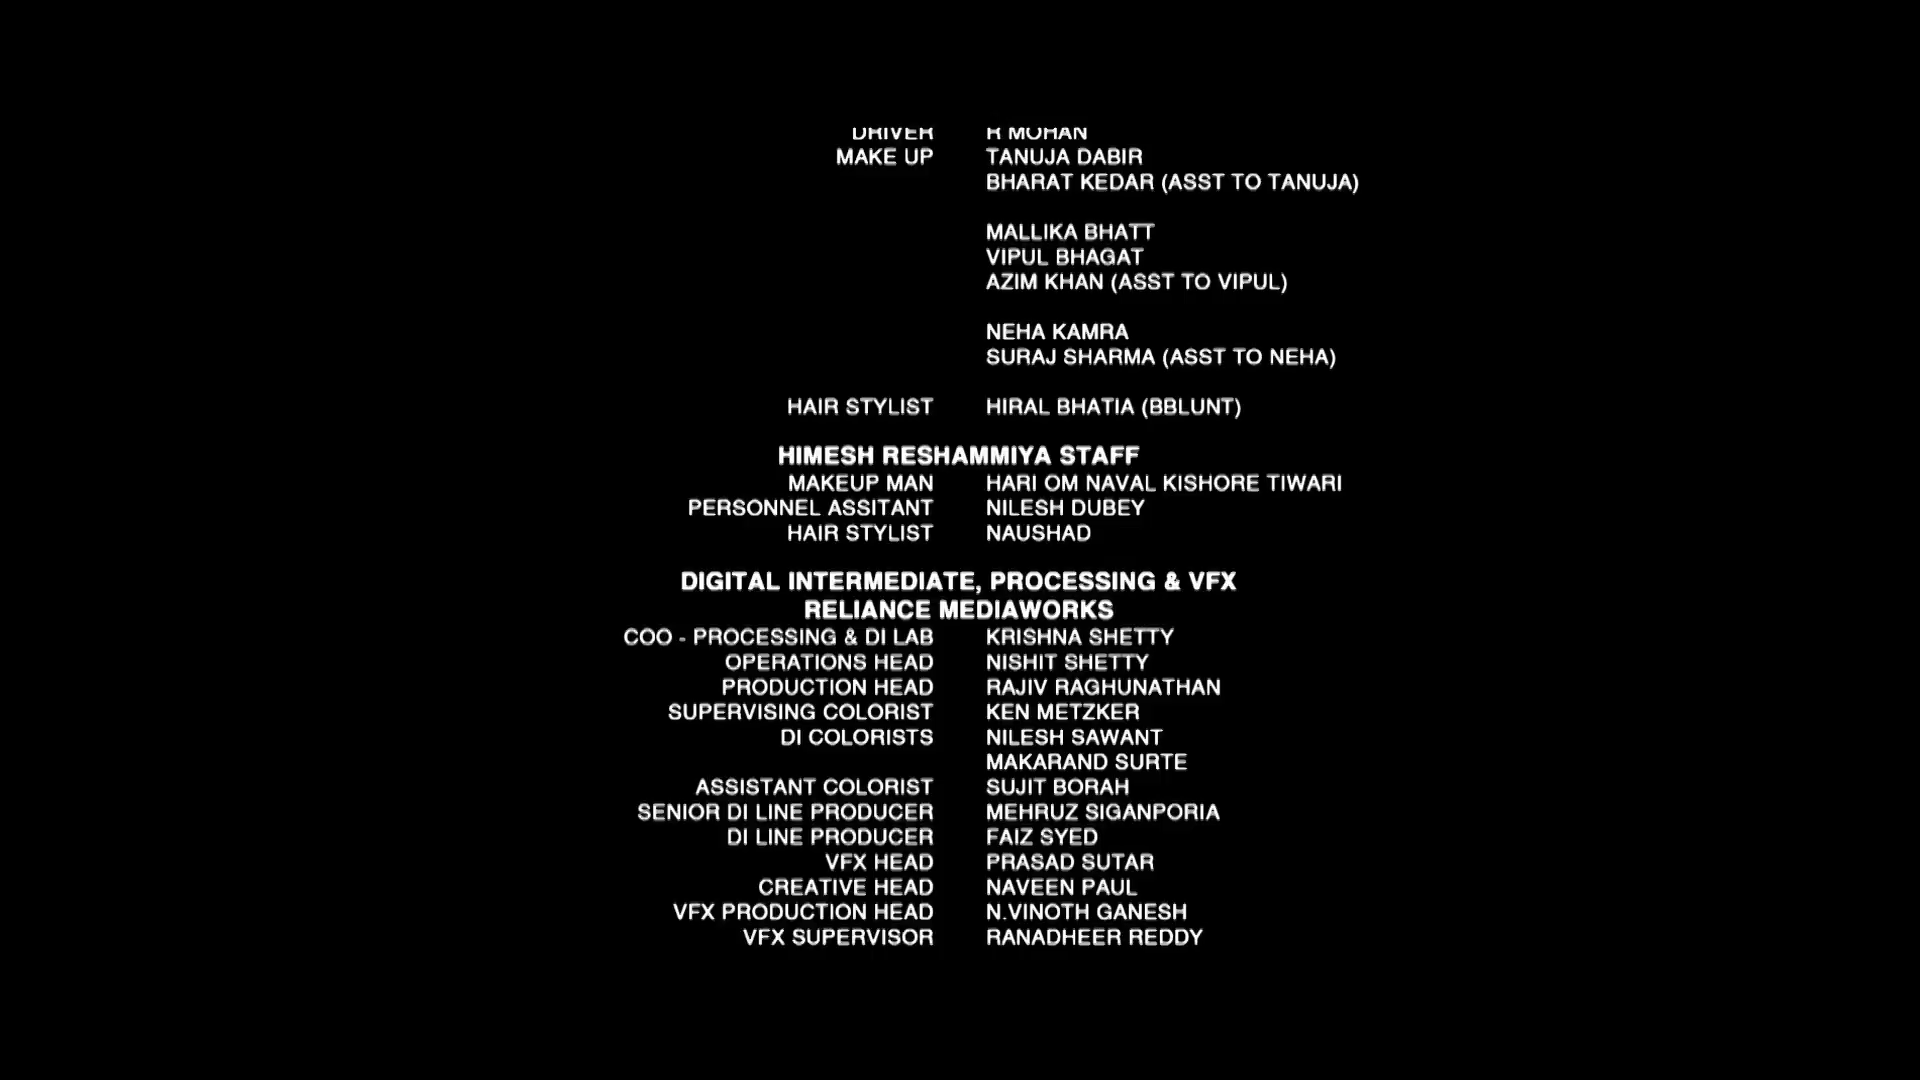 DRIVER R MOHAN
MAKE UP TANUJA DABIR
BHARAT KEDAR (ASST TO TANUJA)
MALLIKA BHATT
VIPUL BHAGAT
AZIM KHAN (ASST TO VIPUL)
NEHA KAMRA
SURAJ SHARMA (ASST TO NEHA)
HAIR STYLIST HIRAL BHATIA (BBLUNT)
HIMESH RESHAMMIYA STAFF
MAKEUP MAN HARI OM NAVAL KISHORE TIWARI
PERSONNEL ASSITANT NILESH DUBEY
HAIR STYLIST NAUSHAD
DIGITAL INTERMEDIATE, PROCESSING & VFX
RELIANCE MEDIAWORKS
COO - PROCESSING & DI LAB KRISHNA SHETTY
OPERATIONS HEAD NISHIT SHETTY
PRODUCTION HEAD RAJIV RAGHUNATHAN
SUPERVISING COLORIST KEN METZKER
DI COLORISTS NILESH SAWANT
MAKARAND SURTE
ASSISTANT COLORIST SUJIT BORAH
SENIOR DI LINE PRODUCER MEHRUZ SIGANPORIA
DI LINE PRODUCER FAIZ SYED
VFX HEAD PRASAD SUTAR
CREATIVE HEAD NAVEEN PAUL
VFX PRODUCTION HEAD N.VINOTH GANESH
VFX SUPERVISOR RANADHEER REDDY